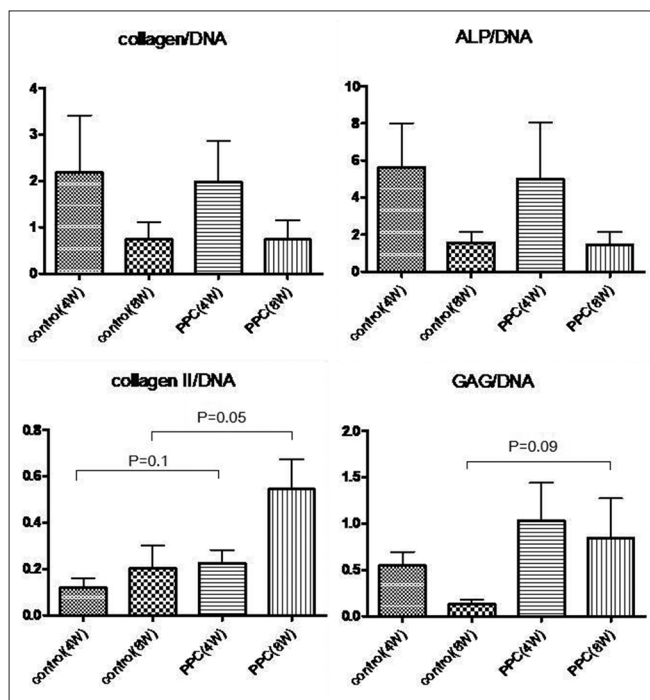 collagen/DNA
4
3
2
1
0
control(4W)
control(8W)
PPC(4W)
PPC(8W)
ALP/DNA
10
8
6
4
2
0
control(4W)
control(8W)
PPC(4W)
PPC(8W)
collagen II/DNA
P=0.05
P=0.1
0.8
0.6
0.4
0.2
0.0
control(4W)
control(8W)
PPC(4W)
PPC(8W)
GAG/DNA
P=0.09
2.0
1.5
1.0
0.5
0.0
control(4W)
control(8W)
PPC(4W)
PPC(8W)